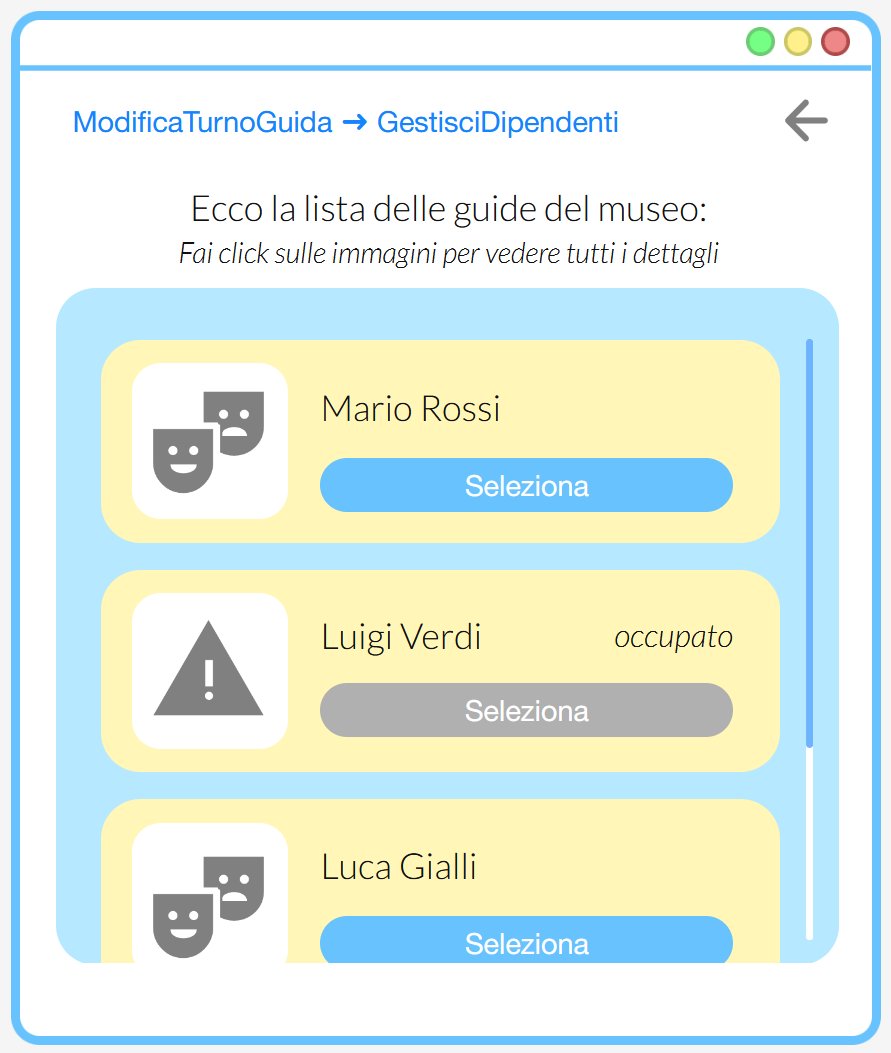 ModificaTurnoGuida → GestisciDipendenti
Ecco la lista delle guide del museo:
Fai click sulle immagini per vedere tutti i dettagli
Mario Rossi
Seleziona
Luigi Verdi occupato
Seleziona
Luca Gialli
Seleziona